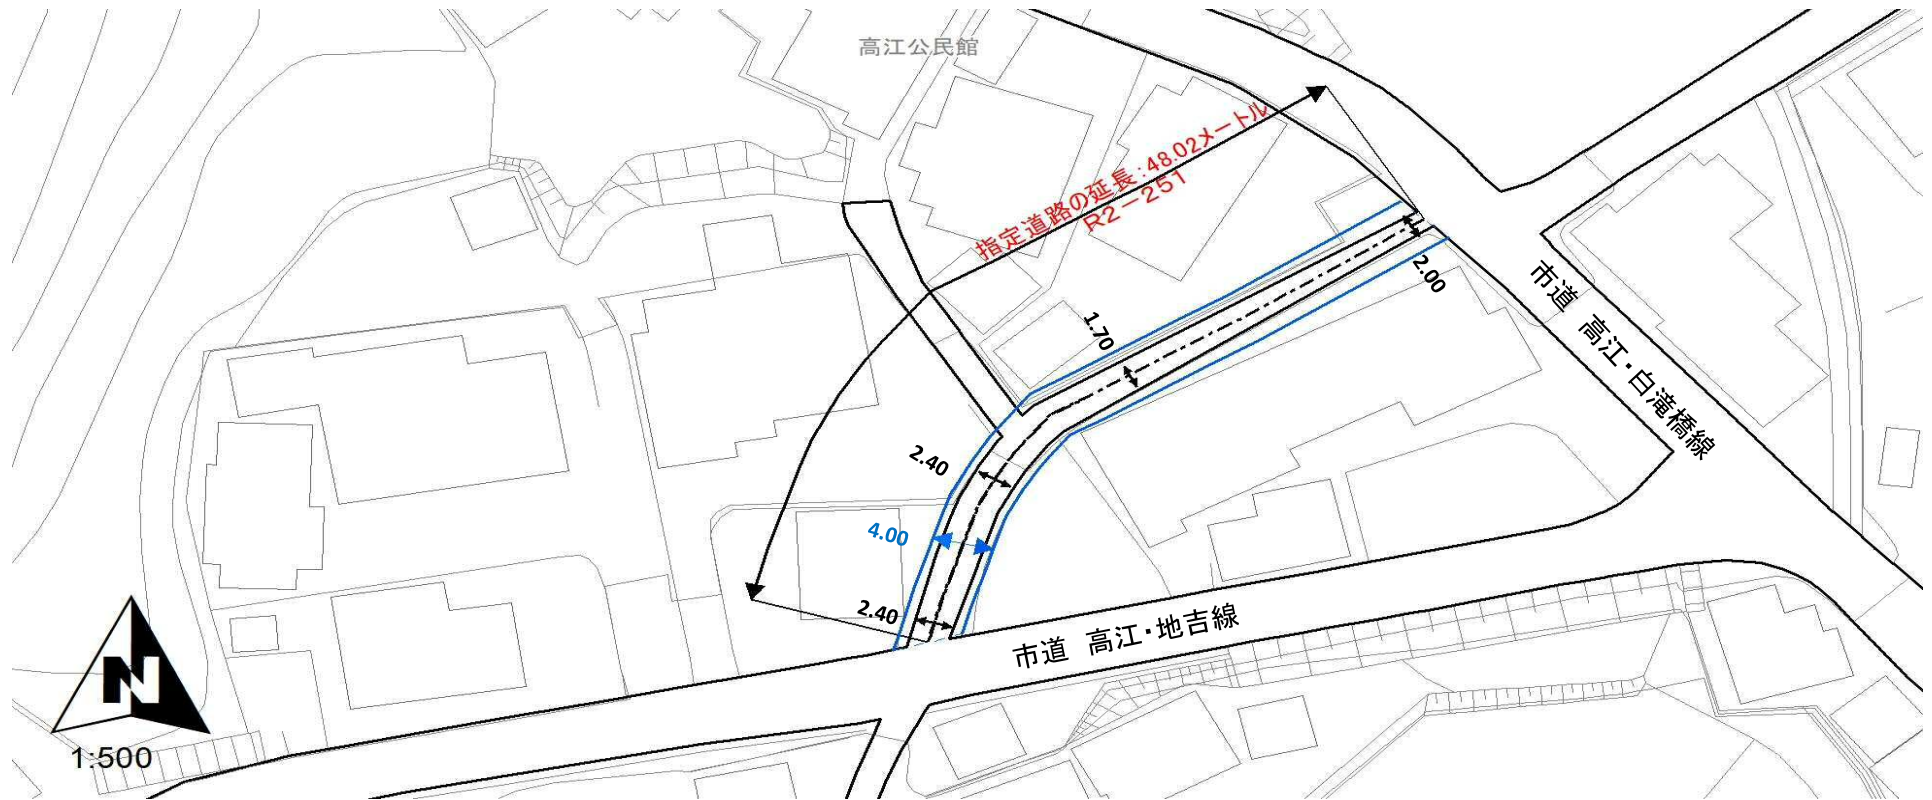 高江公民館
指定道路の延長:48.02メートル
R2-251
2.00
1.70
市道 高江・白滝橋線
2.40
4.00
2.40
市道 高江・地吉線
N
1:500